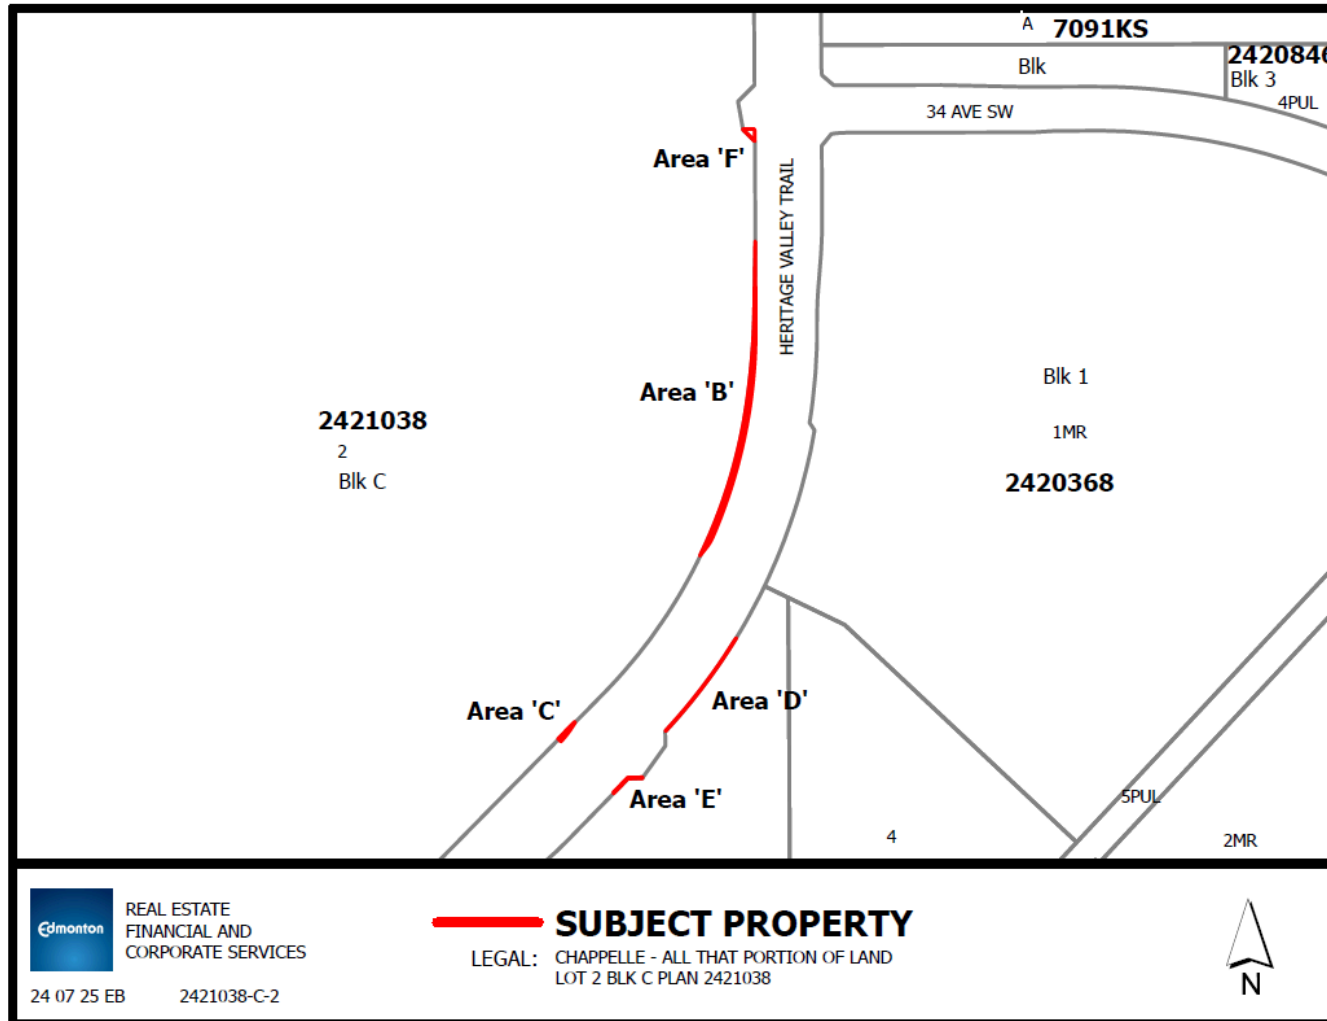 A 7091KS
Blk
2420846
Blk 3
4PUL
34 AVE SW
Area 'F'
HERITAGE VALLEY TRAIL
Area 'B'
Blk 1
2421038
2
Blk C
1MR
2420368
Area 'C'
Area 'D'
Area 'E'
5PUL
4
2MR
Edmonton
REAL ESTATE
FINANCIAL AND
CORPORATE SERVICES
24 07 25 EB 2421038-C-2
SUBJECT PROPERTY
LEGAL: CHAPPELLE - ALL THAT PORTION OF LAND
LOT 2 BLK C PLAN 2421038
N